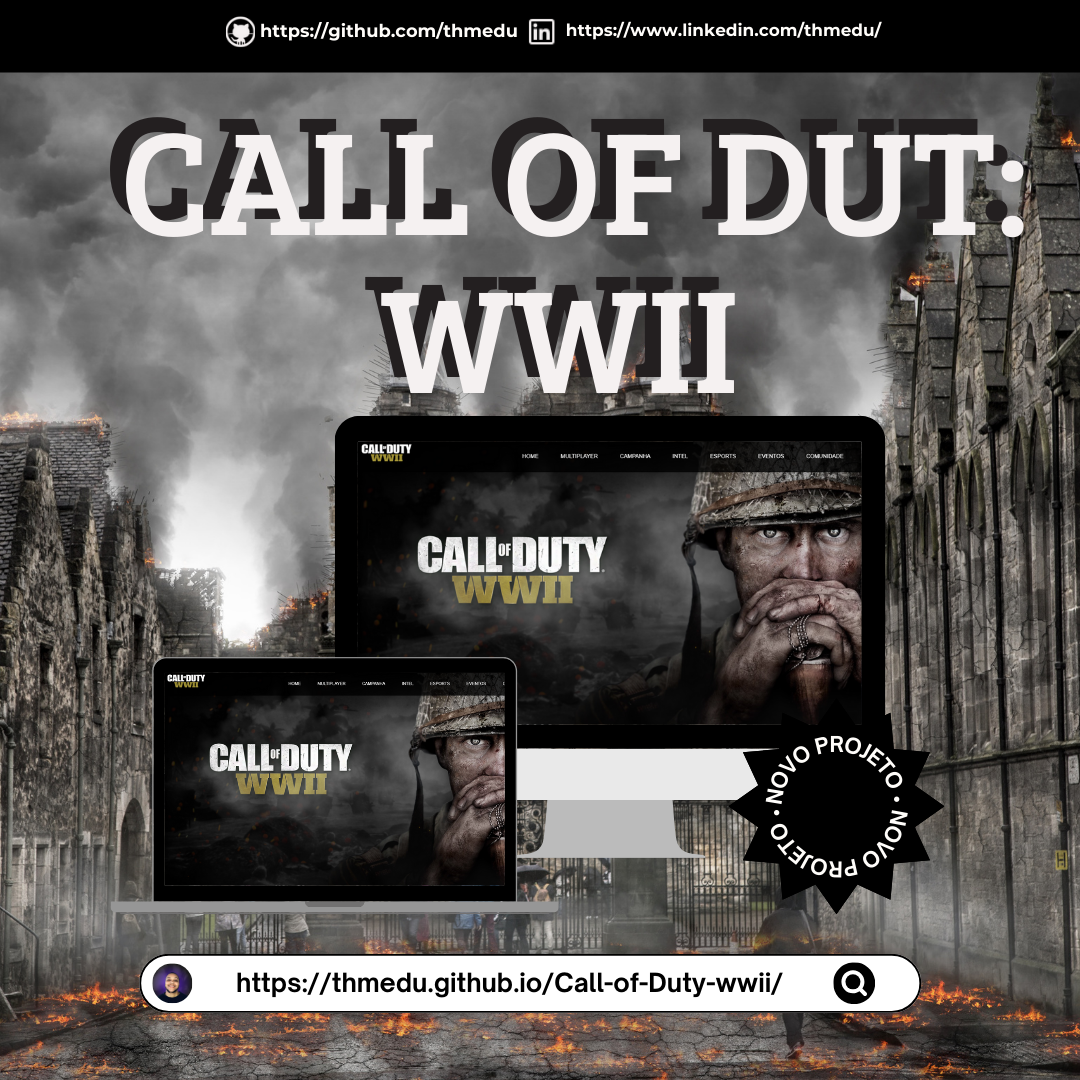 https://github.com/thmedu https://www.linkedin.com/thmedu/
CALL OF DUT:
WWII
CALL OF DUTY
WWII
HOME MULTIPLAYER CAMPANHA INTEL ESPORTS EVENTOS COMUNIDADE
CALL OF DUTY
WWII
CALL OF DUTY
WWII
HOME MULTIPLAYER CAMPANHA INTEL ESPORTS EVENTOS
CALL OF DUTY
WWII
NOVO PROJETO • NOVO PROJETO •
https://thmedu.github.io/Call-of-Duty-wwii/